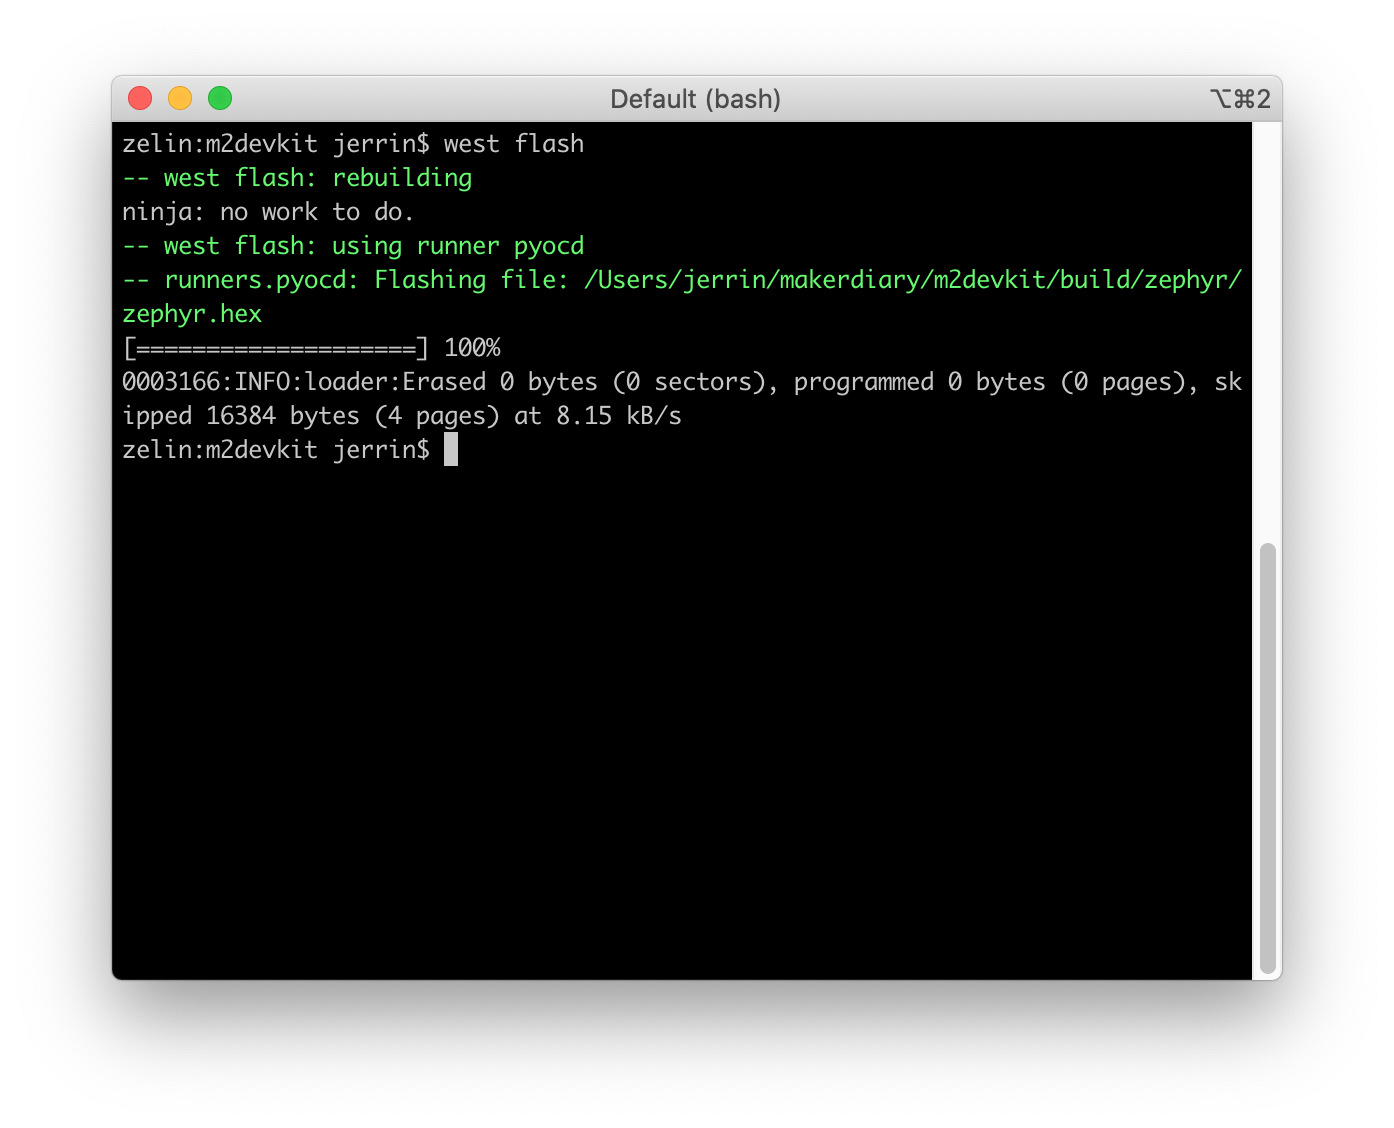 Default (bash)
⌥⌘2
zelin:m2devkit jerrin$ west flash
-- west flash: rebuilding
ninja: no work to do.
-- west flash: using runner pyocd
-- runners.pyocd: Flashing file: /Users/jerrin/makerdiary/m2devkit/build/zephyr/
zephyr.hex
[====================] 100%
0003166:INFO:loader:Erased 0 bytes (0 sectors), programmed 0 bytes (0 pages), sk
ipped 16384 bytes (4 pages) at 8.15 kB/s
zelin:m2devkit jerrin$